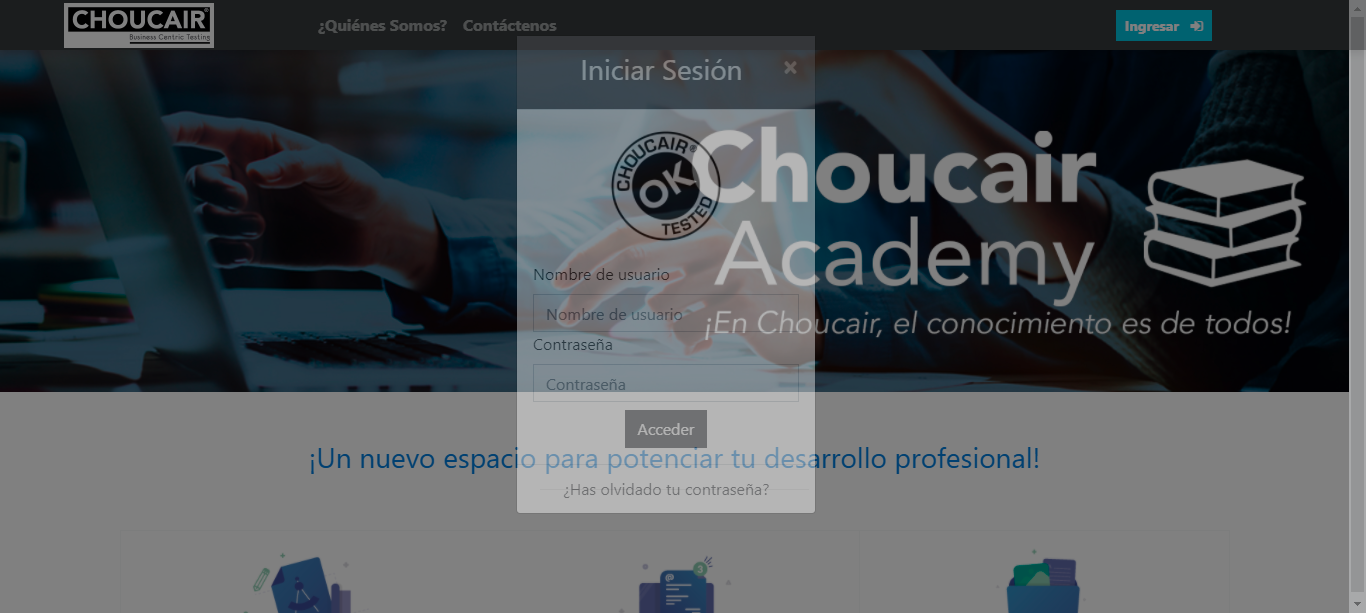 CHOUCAIR®
Business Centric Testing
¿Quiénes Somos? Contáctenos
Ingresar
Iniciar Sesión
×
CHOUCAIR®
OK
TESTED
Choucair
Academy
¡En Choucair, el conocimiento es de todos!
Nombre de usuario
Nombre de usuario
Contraseña
Contraseña
Acceder
¡Un nuevo espacio para potenciar tu desarrollo profesional!
¿Has olvidado tu contraseña?